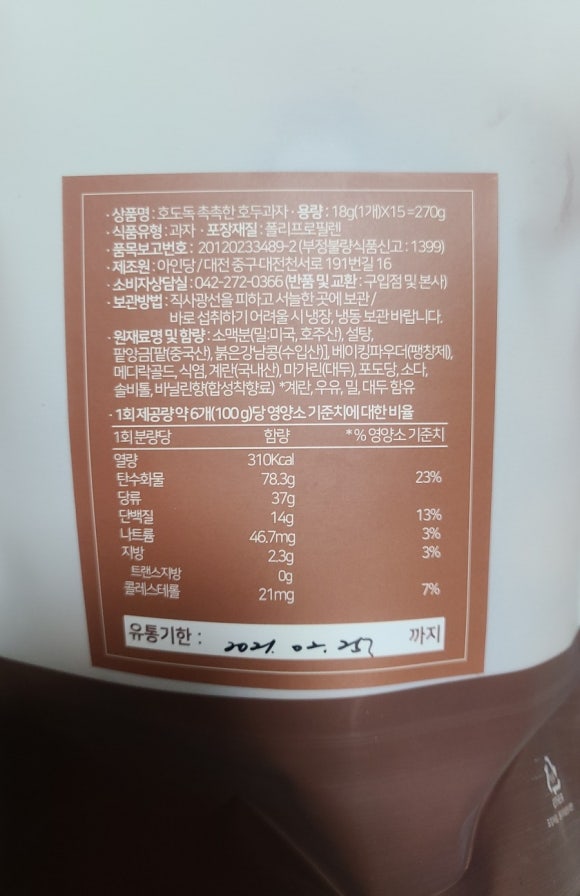 · 상품명 : 호도독 촉촉한 호두과자 · 용량 : 18g(1개)X15=270g
· 식품유형 : 과자 · 포장재질 : 폴리프로필렌
· 품목보고번호 : 20120233489-2 (부정불량식품신고 : 1399)
· 제조원 : 아인당 / 대전 중구 대전천서로 191번길 16
· 소비자상담실 : 042-272-0366 (반품 및 교환 : 구입점 및 본사)
· 보관방법 : 직사광선을 피하고 서늘한 곳에 보관 /
바로 섭취하기 어려울 시 냉장, 냉동 보관 바랍니다.
· 원재료명 및 함량 : 소맥분(밀:미국, 호주산), 설탕,
팥앙금[팥(중국산), 붉은강낭콩(수입산)], 베이킹파우더(팽창제),
메디락골드, 식염, 계란(국내산), 마가린(대두), 포도당, 소다,
솔비톨, 바닐린향(합성착향료) *계란, 우유, 밀, 대두 함유
· 1회 제공량 약 6개(100g)당 영양소 기준치에 대한 비율
1회 분량당 함량 *% 영양소 기준치
열량 310Kcal
탄수화물 78.3g 23%
당류 37g
단백질 14g 13%
나트륨 46.7mg 3%
지방 2.3g 3%
트랜스지방 0g
콜레스테롤 21mg 7%
유통기한 : 2021. 02. 25 까지